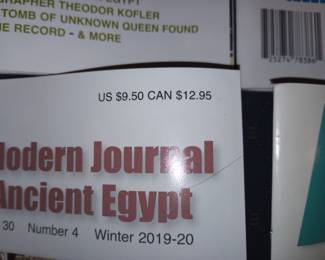 GRAPHER THEODOR KOFLER
TOMB OF UNKNOWN QUEEN FOUND
E RECORD - & MORE
US $9.50 CAN $12.95
Modern Journal
Ancient Egypt
30 Number 4 Winter 2019-20